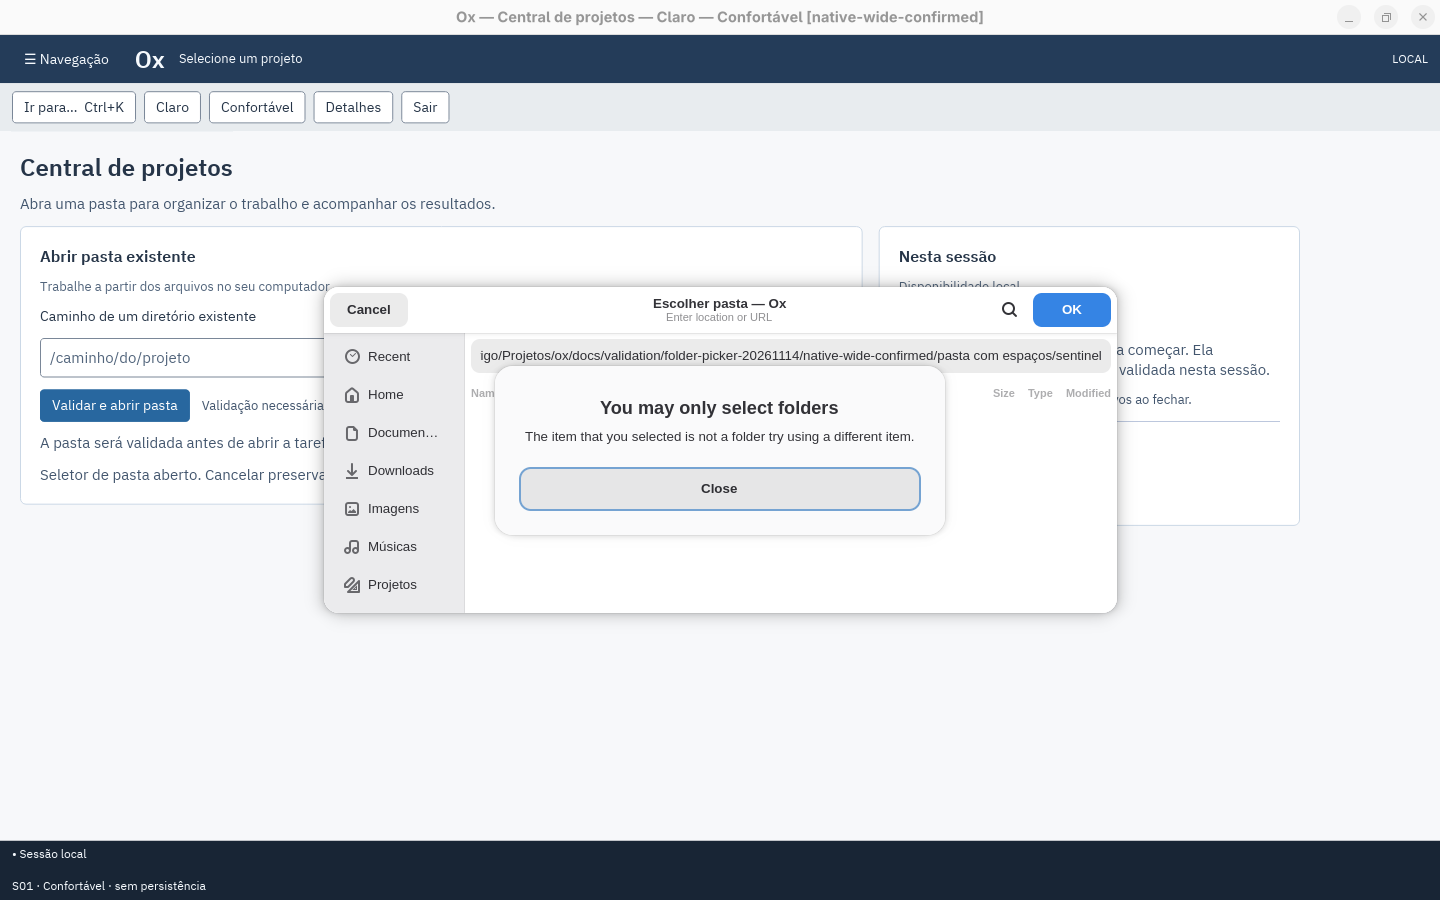 Ox — Central de projetos — Claro — Confortável [native-wide-confirmed]
☰ Navegação
Ox
Selecione um projeto
LOCAL
Ir para... Ctrl+K
Claro
Confortável
Detalhes
Sair
Central de projetos
Abra uma pasta para organizar o trabalho e acompanhar os resultados.
Abrir pasta existente
Trabalhe a partir dos arquivos no seu computador
Caminho de um diretório existente
/caminho/do/projeto
Validar e abrir pasta
Validação necessária
A pasta será validada antes de abrir a
Seletor de pasta aberto. Cancelar
Nesta sessão
Disponibilidade local
a começar. Ela
validada nesta sessão.
ao fechar.
Cancel
Escolher pasta — Ox
Enter location or URL
OK
Recent
Home
Documen...
Downloads
Imagens
Músicas
Projetos
igo/Projetos/ox/docs/validation/folder-picker-20261114/native-wide-confirmed/pasta com espaços/sentinel
Size
Type
Modified
You may only select folders
The item that you selected is not a folder try using a different item.
Close
• Sessão local
S01 · Confortável · sem persistência